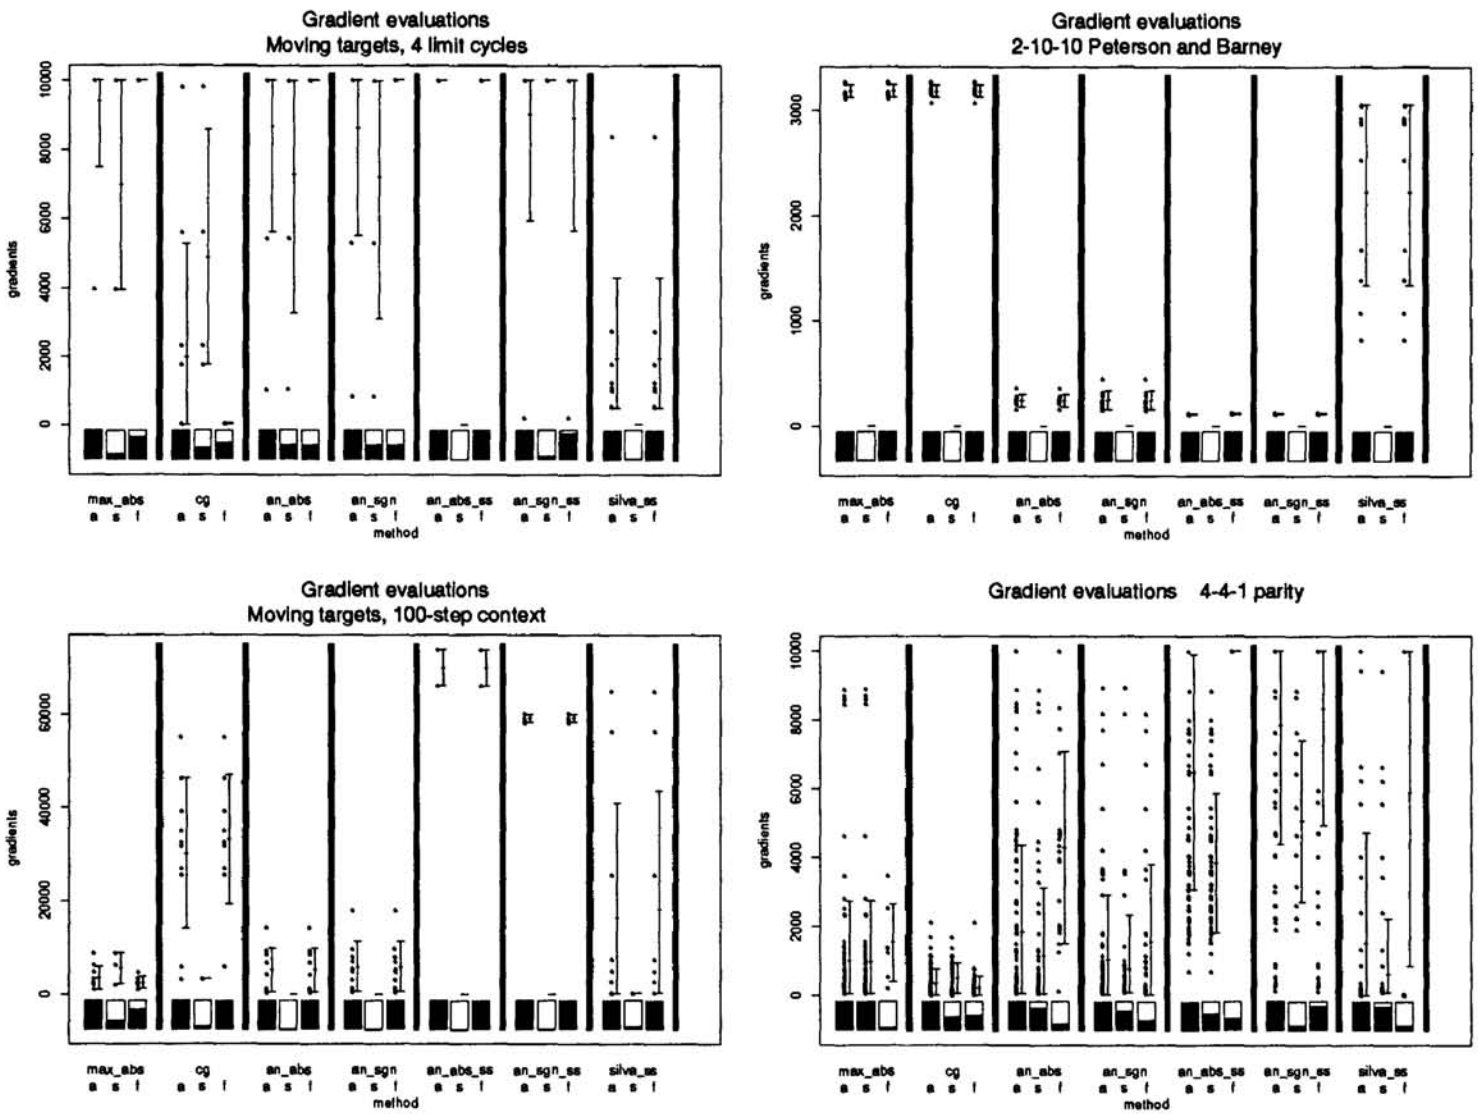 Gradient evaluations
Moving targets, 4 limit cycles
gradients
10000
8000
6000
4000
2000
0
max_abs cg an_abs an_sgn an_abs_ss an_sgn_ss silva_ss
a s f a s f a s f a s f a s f a s f a s f
method
Gradient evaluations
2-10-10 Peterson and Barney
gradients
3000
2000
1000
0
max_abs cg an_abs an_sgn an_abs_ss an_sgn_ss silva_ss
a s f a s f a s f a s f a s f a s f a s f
method
Gradient evaluations
Moving targets, 100-step context
gradients
60000
40000
20000
0
max_abs cg an_abs an_sgn an_abs_ss an_sgn_ss silva_ss
a s f a s f a s f a s f a s f a s f a s f
method
Gradient evaluations 4-4-1 parity
gradients
10000
8000
6000
4000
2000
0
max_abs cg an_abs an_sgn an_abs_ss an_sgn_ss silva_ss
a s f a s f a s f a s f a s f a s f a s f
method